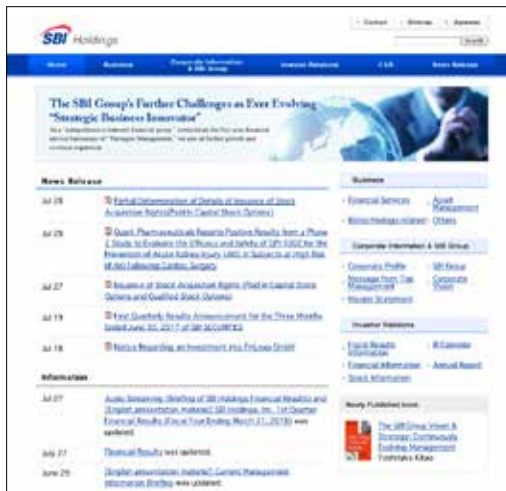 SBI Holdings
Contact
Sitemap
Japanese
Search
Home
Business
Corporate Information
& SBI Group
Investor Relations
CSR
News Release
The SBI Group's Further Challenges as Ever Evolving
"Strategic Business Innovator"
News Release
Jul 28
Partial Determination of Details of Issuance of Stock
Acquisition Rights (Paid-in Capital Stock Options)
Jul 28
Quark Pharmaceuticals Reports Positive Results from a Phase
2 Study to Evaluate the Efficacy and Safety of QPI-1002 for the
Prevention of Acute Kidney Injury (AKI) in Subjects at High Risk
of AKI Following Cardiac Surgery
Jul 27
Issuance of Stock Acquisition Rights (Paid-in Capital Stock
Options and Qualified Stock Options)
Jul 19
First Quarterly Results Announcement for the Three Months
Ended June 30, 2017 of SBI SECURITIES
Jul 18
Notice Regarding an Investment into FinLeap GmbH
Information
Jul 27
Audio Streaming (Briefing of SBI Holdings Financial Results) and
[English presentation material] SBI Holdings, Inc. 1st Quarter
Financial Results (Fiscal Year Ending March 31, 2018) was
updated.
July 27
Financial Results was updated.
June 29
[English presentation material] Current Management
Information Briefing was updated.
Business
Financial Services
Asset
Management
Biotechnology-related
Others
Corporate Information & SBI Group
Corporate Profile
SBI Group
Message from Top
Management
Corporate
Vision
Investor Relations
Financial Results
Information
IR Calendar
Financial Information
Annual Report
Stock Information
Newly Published book
The SBI Group Vision &
Strategy: Continuously
Evolving Management
Yoshitaka Kitao